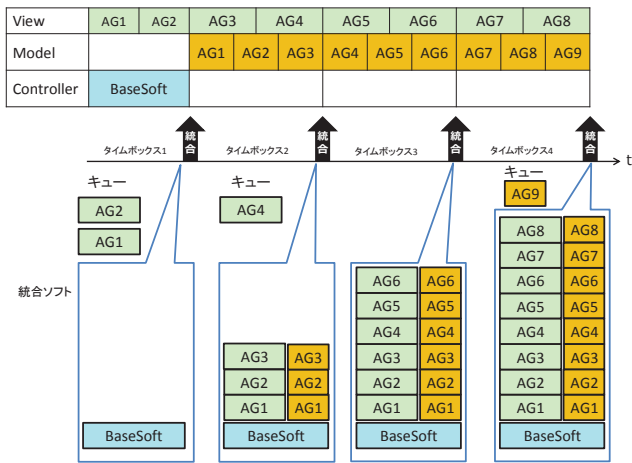 View AG1 AG2 AG3 AG4 AG5 AG6 AG7 AG8
Model AG1 AG2 AG3 AG4 AG5 AG6 AG7 AG8 AG9
Controller BaseSoft
統合 統合 統合 統合
タイムボックス1 タイムボックス2 タイムボックス3 タイムボックス4
t
キュー キュー キュー
AG9
AG2 AG4
AG1
AG8 AG8
AG7 AG7
AG6 AG6 AG6 AG6
統合ソフト
AG5 AG5 AG5 AG5
AG4 AG4 AG4 AG4
AG3 AG3 AG3 AG3 AG3 AG3
AG2 AG2 AG2 AG2 AG2 AG2
AG1 AG1 AG1 AG1 AG1 AG1
BaseSoft BaseSoft BaseSoft BaseSoft